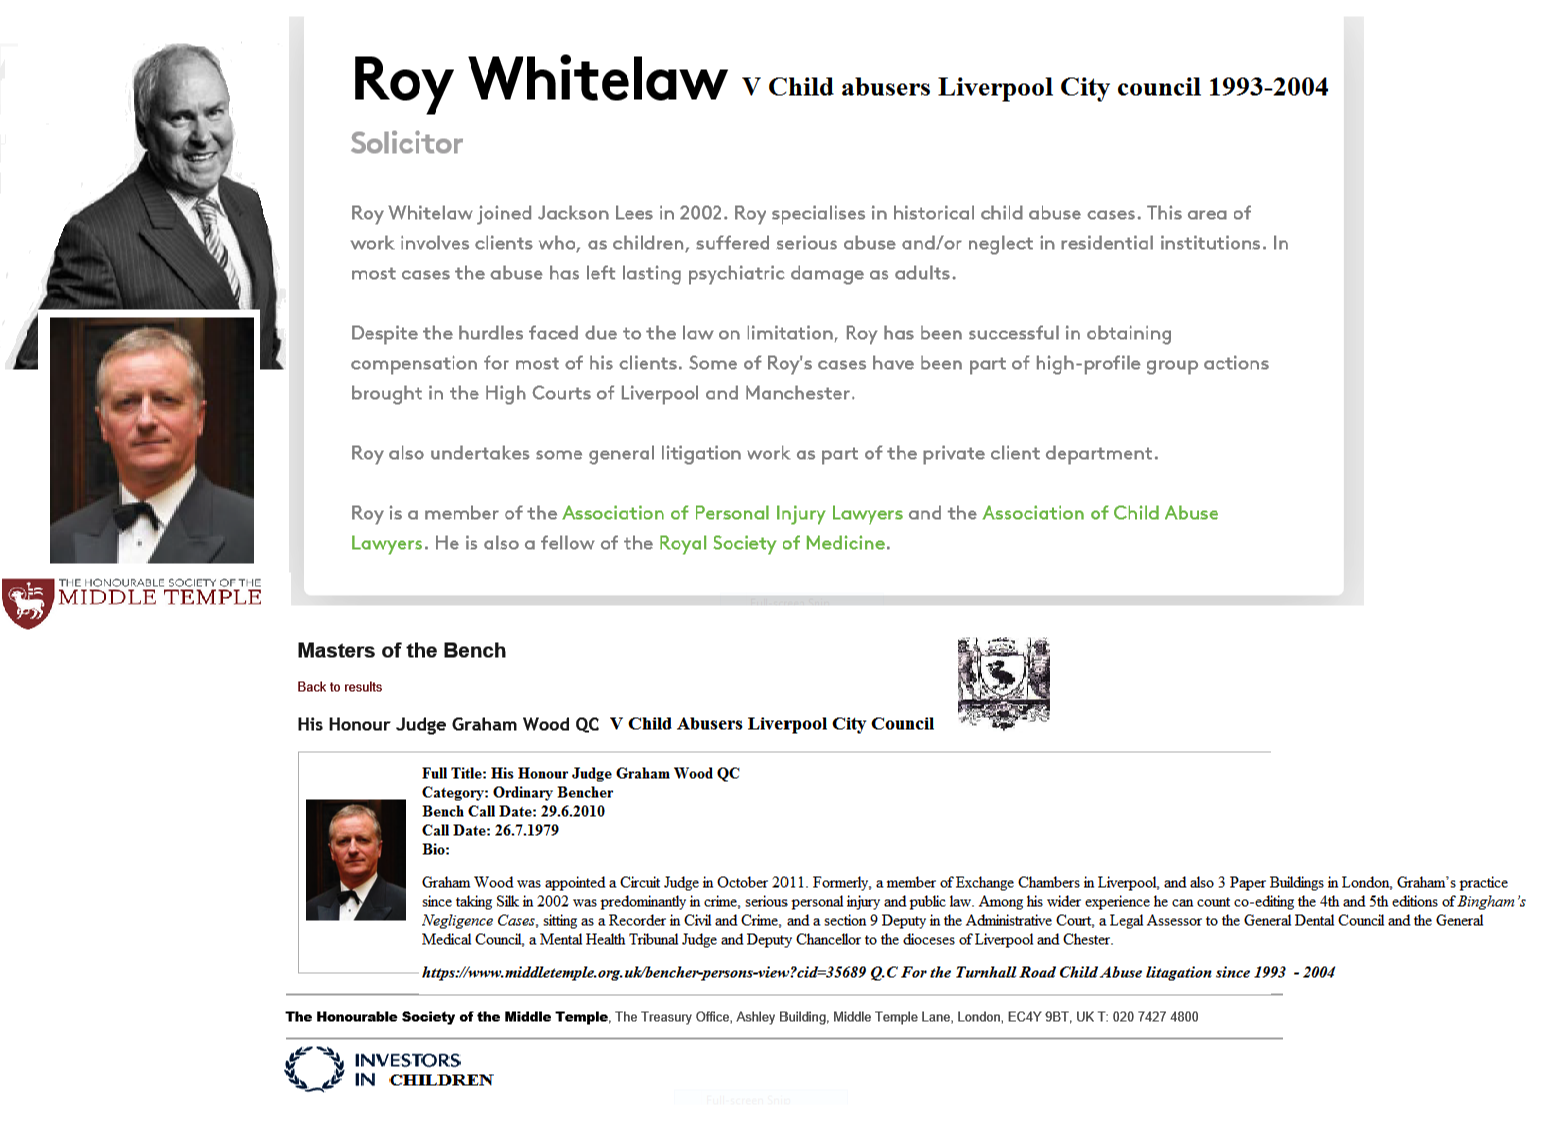 Roy Whitelaw V Child abusers Liverpool City council 1993-2004
Solicitor
Roy Whitelaw joined Jackson Lees in 2002. Roy specialises in historical child abuse cases. This area of
work involves clients who, as children, suffered serious abuse and/or neglect in residential institutions. In
most cases the abuse has left lasting psychiatric damage as adults.
Despite the hurdles faced due to the law on limitation, Roy has been successful in obtaining
compensation for most of his clients. Some of Roy's cases have been part of high-profile group actions
brought in the High Courts of Liverpool and Manchester.
Roy also undertakes some general litigation work as part of the private client department.
Roy is a member of the Association of Personal Injury Lawyers and the Association of Child Abuse
Lawyers. He is also a fellow of the Royal Society of Medicine.
THE HONOURABLE SOCIETY OF THE
MIDDLE TEMPLE
Full-screen Snip
Masters of the Bench
Back to results
His Honour Judge Graham Wood QC V Child Abusers Liverpool City Council
Full Title: His Honour Judge Graham Wood QC
Category: Ordinary Bencher
Bench Call Date: 29.6.2010
Call Date: 26.7.1979
Bio:
Graham Wood was appointed a Circuit Judge in October 2011. Formerly, a member of Exchange Chambers in Liverpool, and also 3 Paper Buildings in London, Graham's practice
since taking Silk in 2002 was predominantly in crime, serious personal injury and public law. Among his wider experience he can count co-editing the 4th and 5th editions of Bingham's
Negligence Cases, sitting as a Recorder in Civil and Crime, and a section 9 Deputy in the Administrative Court, a Legal Assessor to the General Dental Council and the General
Medical Council, a Mental Health Tribunal Judge and Deputy Chancellor to the dioceses of Liverpool and Chester.
https://www.middletemple.org.uk/bencher-persons-view?cid=35689 Q.C For the Turnhall Road Child Abuse litagation since 1993 - 2004
The Honourable Society of the Middle Temple, The Treasury Office, Ashley Building, Middle Temple Lane, London, EC4Y 9BT, UK T: 020 7427 4800
INVESTORS
IN CHILDREN
Full-screen Snip